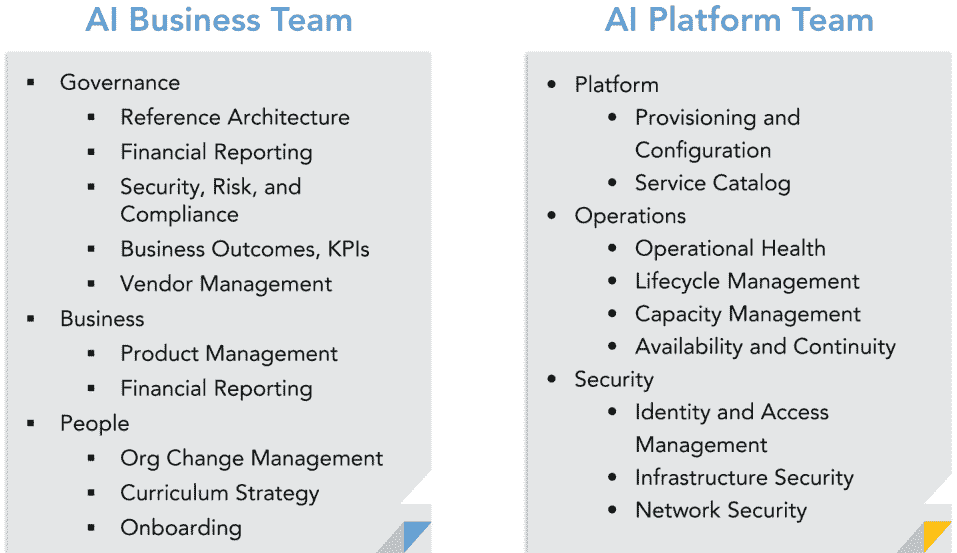 AI Business Team
▪ Governance
▪ Reference Architecture
▪ Financial Reporting
▪ Security, Risk, and
Compliance
▪ Business Outcomes, KPIs
▪ Vendor Management
▪ Business
▪ Product Management
▪ Financial Reporting
▪ People
▪ Org Change Management
▪ Curriculum Strategy
▪ Onboarding
AI Platform Team
• Platform
• Provisioning and
Configuration
• Service Catalog
• Operations
• Operational Health
• Lifecycle Management
• Capacity Management
• Availability and Continuity
• Security
• Identity and Access
Management
• Infrastructure Security
• Network Security